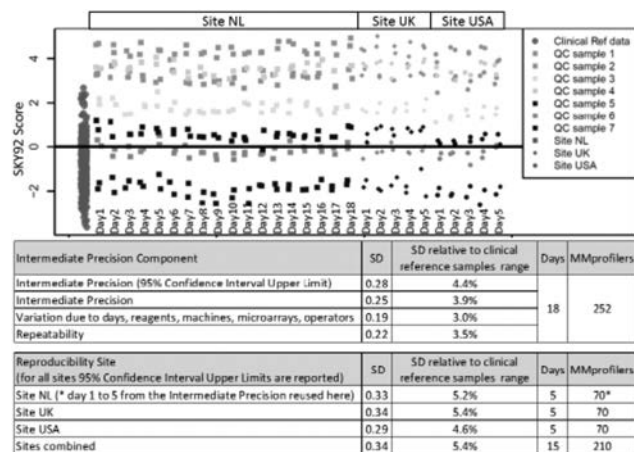 Site NL Site UK Site USA
SKY92 Score
4
2
0
-2
Day1 Day2 Day3 Day4 Day5 Day6 Day7 Day8 Day9 Day10 Day11 Day12 Day13 Day14 Day15 Day16 Day17 Day18 Day1 Day2 Day3 Day4 Day5 Day1 Day2 Day3 Day4 Day5
Clinical Ref data
QC sample 1
QC sample 2
QC sample 3
QC sample 4
QC sample 5
QC sample 6
QC sample 7
Site NL
Site UK
Site USA
Intermediate Precision Component SD SD relative to clinical reference samples range Days MMprofilers
Intermediate Precision (95% Confidence Interval Upper Limit) 0.28 4.4% 18 252
Intermediate Precision 0.25 3.9%
Variation due to days, reagents, machines, microarrays, operators 0.19 3.0%
Repeatability 0.22 3.5%
Reproducibility Site
(for all sites 95% Confidence Interval Upper Limits are reported) SD SD relative to clinical reference samples range Days MMprofilers
Site NL (* day 1 to 5 from the Intermediate Precision reused here) 0.33 5.2% 5 70*
Site UK 0.34 5.4% 5 70
Site USA 0.29 4.6% 5 70
Sites combined 0.34 5.4% 15 210